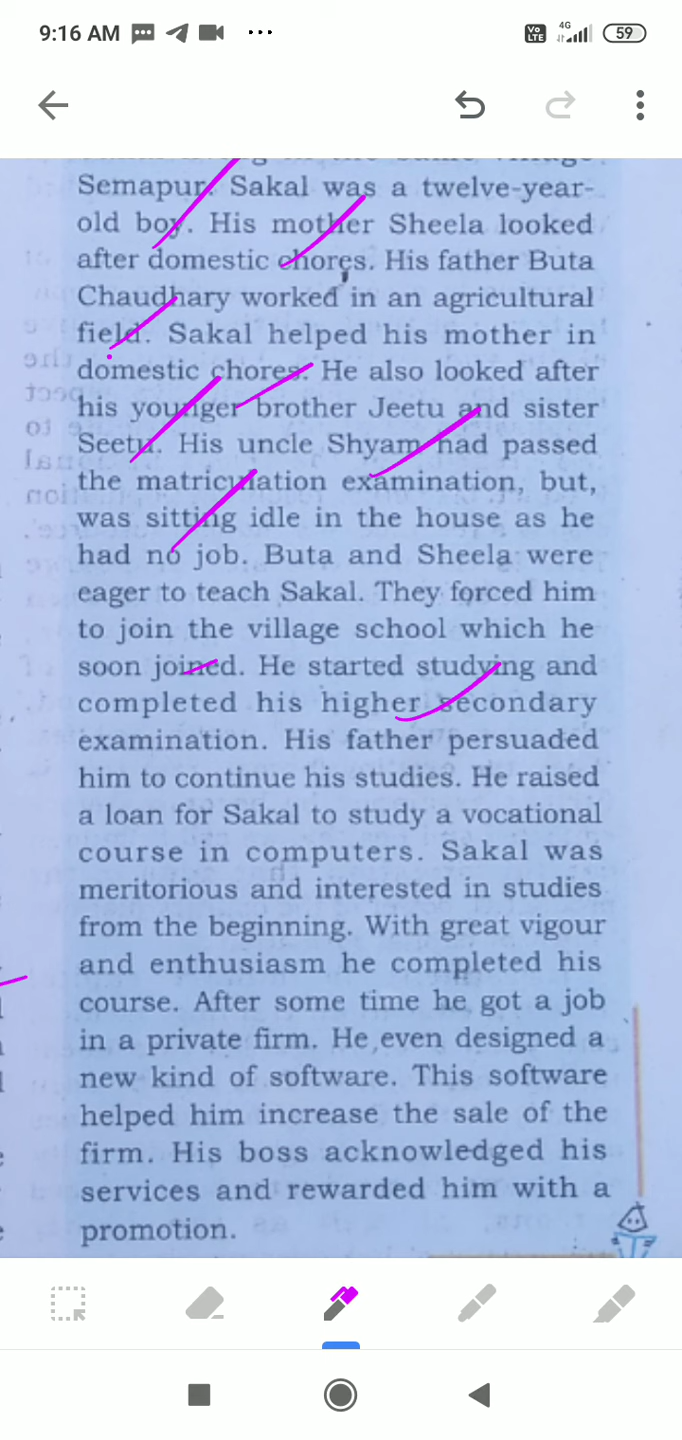 9:16 AM
Vo LTE 4G 59
Semapur. Sakal was a twelve-year-
old boy. His mother Sheela looked
after domestic chores. His father Buta
Chaudhary worked in an agricultural
field. Sakal helped his mother in
domestic chores. He also looked after
his younger brother Jeetu and sister
Seetu. His uncle Shyam had passed
the matriculation examination, but,
was sitting idle in the house as he
had no job. Buta and Sheela were
eager to teach Sakal. They forced him
to join the village school which he
soon joined. He started studying and
completed his higher secondary
examination. His father persuaded
him to continue his studies. He raised
a loan for Sakal to study a vocational
course in computers. Sakal was
meritorious and interested in studies
from the beginning. With great vigour
and enthusiasm he completed his
course. After some time he got a job
in a private firm. He even designed a
new kind of software. This software
helped him increase the sale of the
firm. His boss acknowledged his
services and rewarded him with a
promotion.